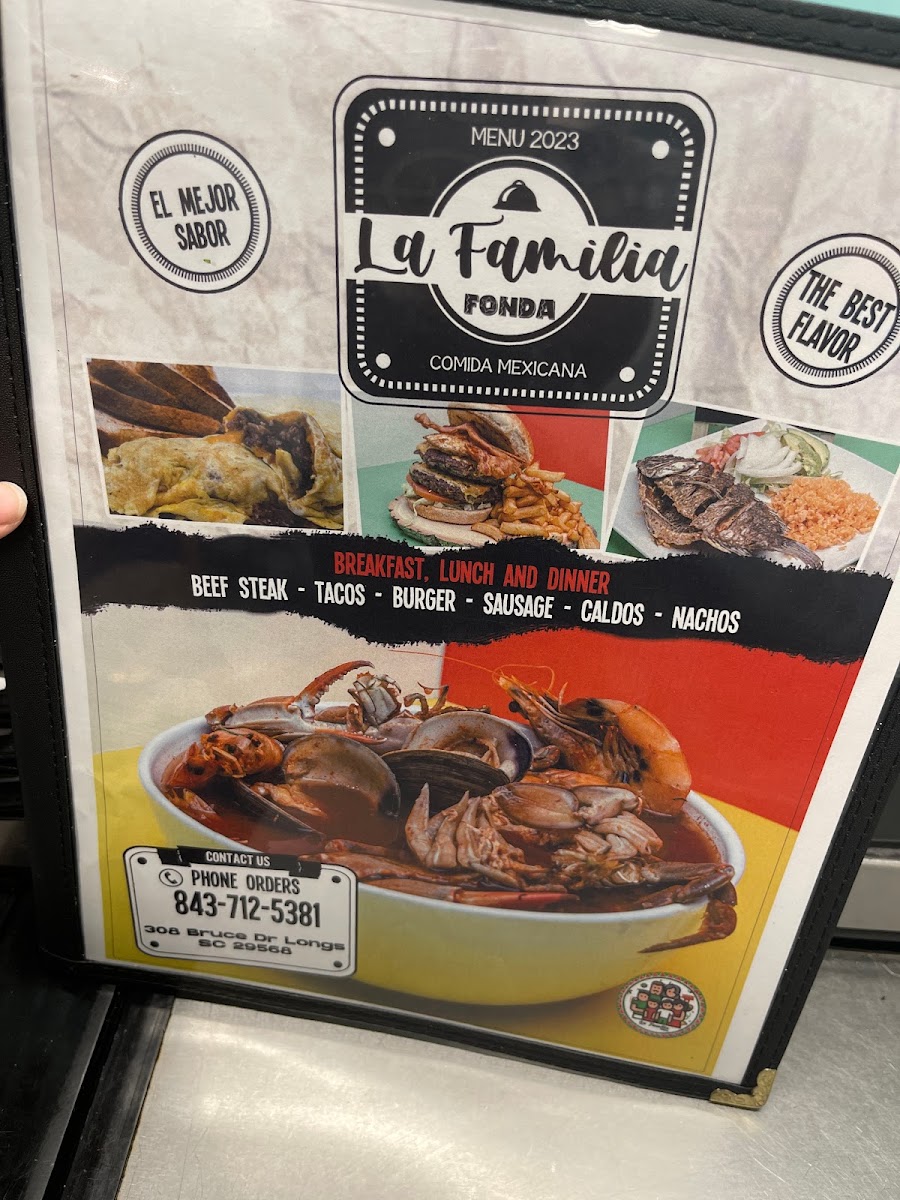 MENU 2023
La Familia
FONDA
COMIDA MEXICANA
EL MEJOR
SABOR
THE BEST
FLAVOR
BREAKFAST, LUNCH AND DINNER
BEEF STEAK - TACOS - BURGER - SAUSAGE - CALDOS - NACHOS
CONTACT US
PHONE ORDERS
843-712-5381
308 Bruce Dr Longs
SC 29568